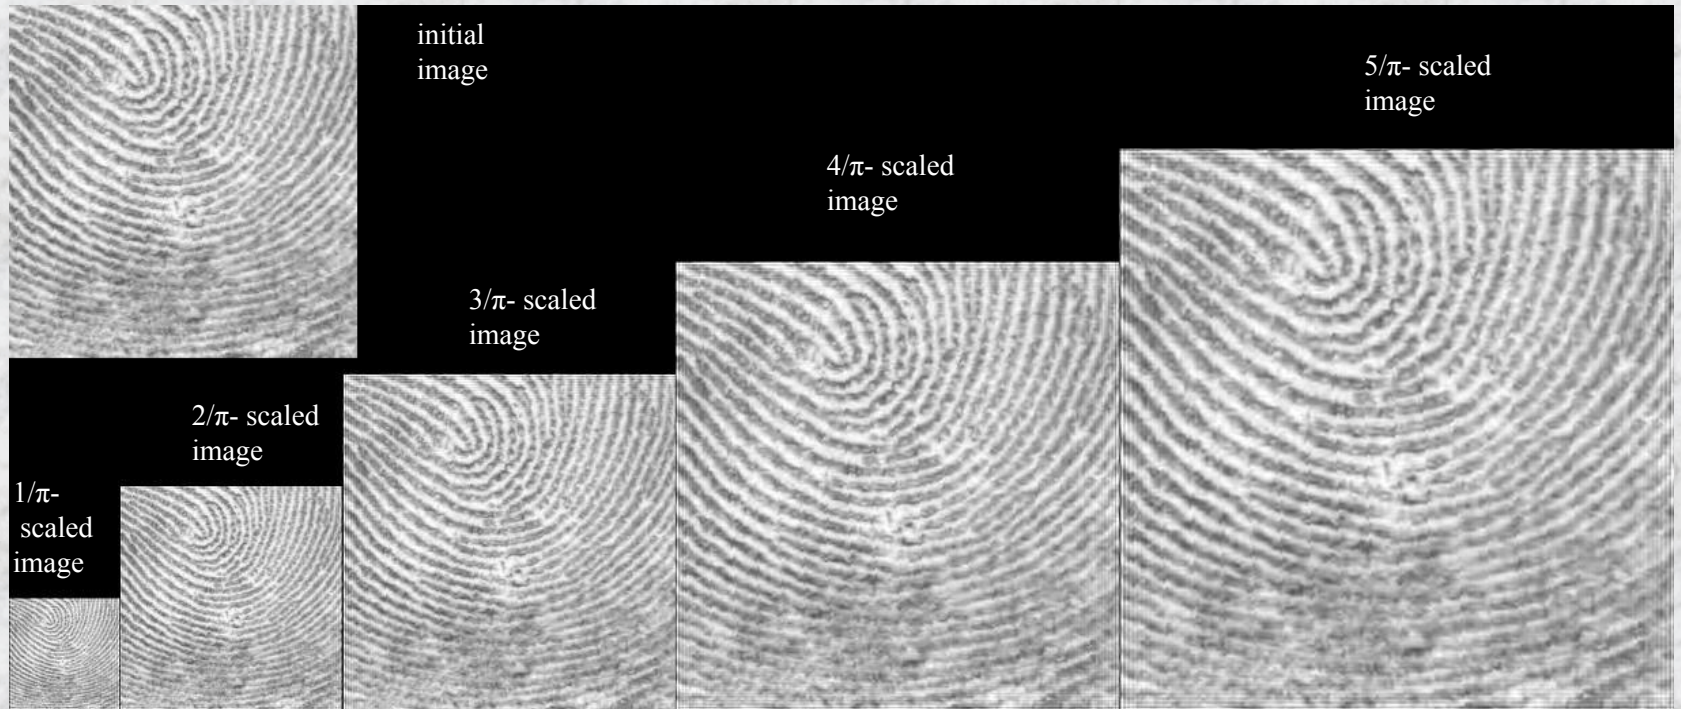 initial
image
5/π- scaled
image
4/π- scaled
image
3/π- scaled
image
2/π- scaled
image
1/π-
scaled
image